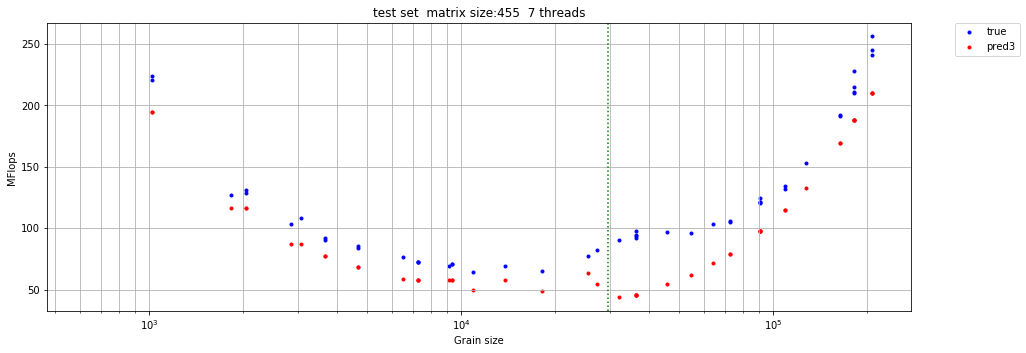 test set  matrix size:455  7 threads
true
pred3
250
200
150
100
50
MFlops
10³
10⁴
10⁵
Grain size